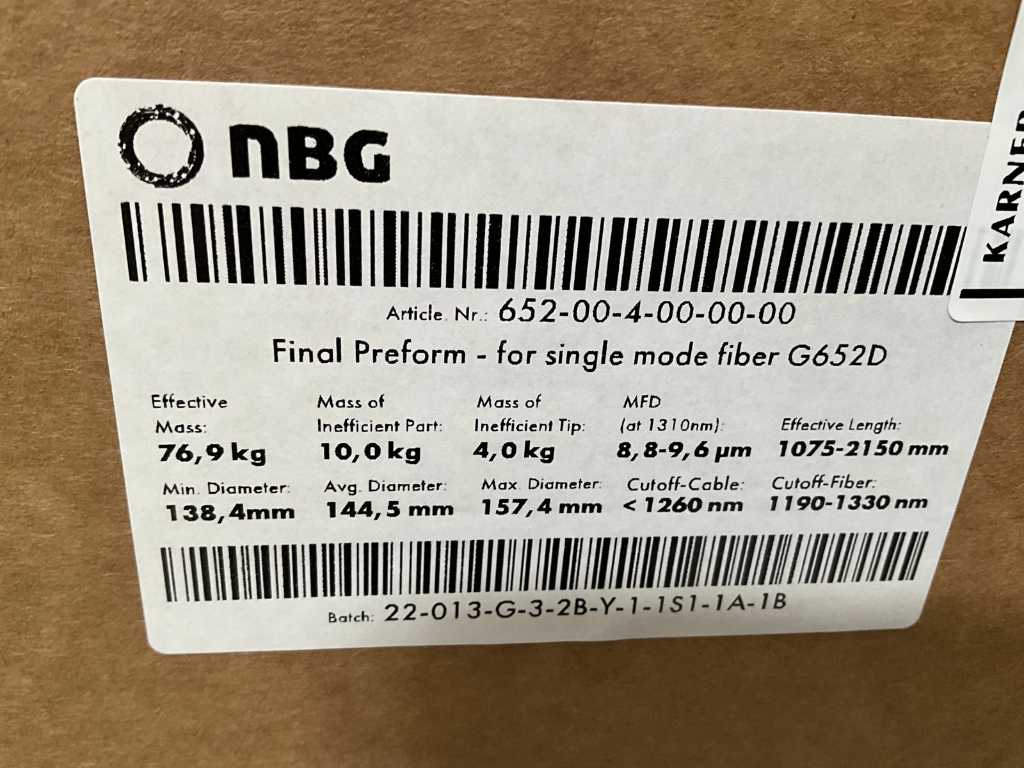 NBG
Article Nr.: 652-00-4-00-00-00
Final Preform - for single mode fiber G652D
Effective Mass: 76,9 kg
Mass of Inefficient Part: 10,0 kg
Mass of Inefficient Tip: 4,0 kg
MFD (at 1310nm): 8,8-9,6 µm
Effective Length: 1075-2150 mm
Min. Diameter: 138,4mm
Avg. Diameter: 144,5 mm
Max. Diameter: 157,4 mm
Cutoff-Cable: < 1260 nm
Cutoff-Fiber: 1190-1330 nm
Batch: 22-013-G-3-2B-Y-1-1S1-1A-1B